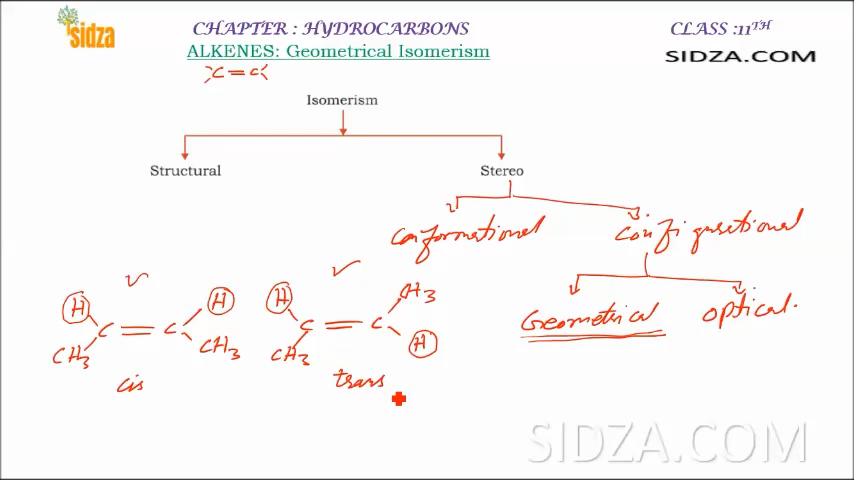 sidza
CHAPTER : HYDROCARBONS
CLASS :11TH
ALKENES: Geometrical Isomerism
SIDZA.COM
C=C
Isomerism
Structural
Stereo
Conformational
Configurational
Geometrical
optical.
H
H
C = C
CH3
CH3
cis
H
CH3
C = C
CH3
H
trans
SIDZA.COM